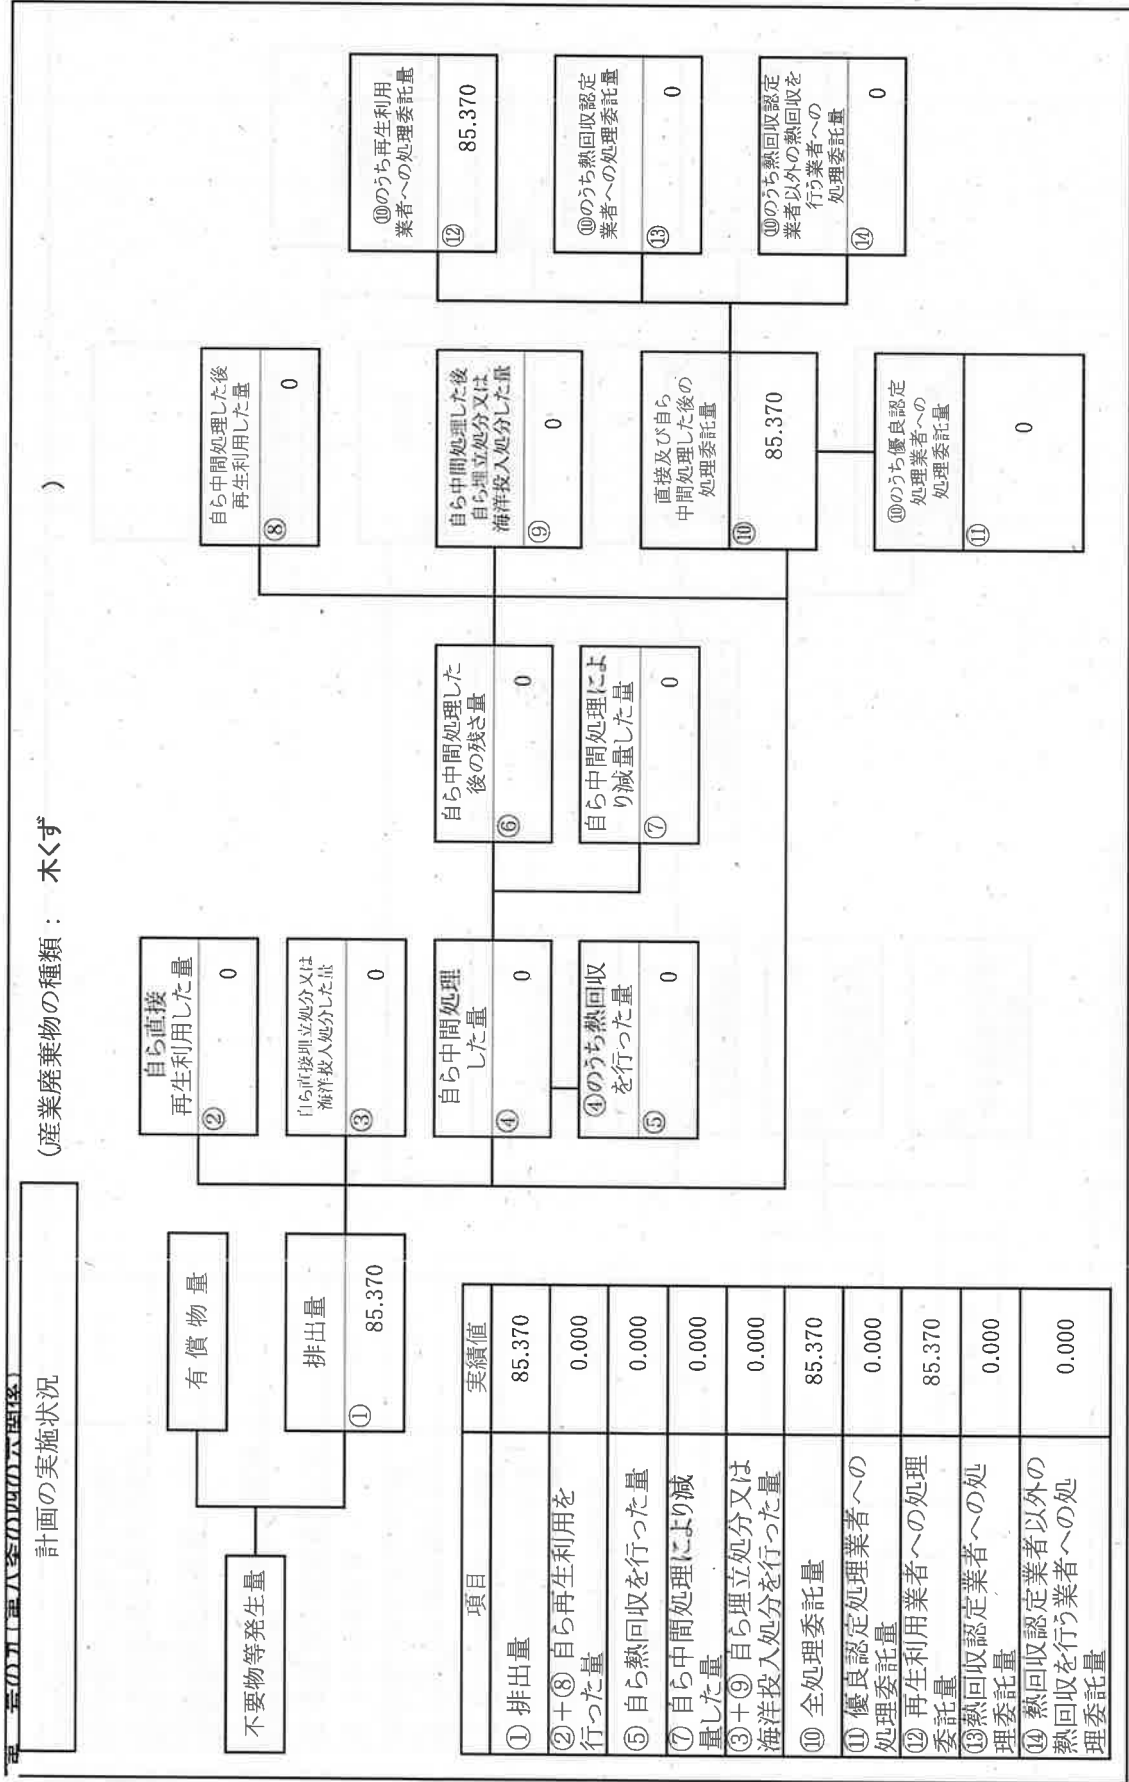 計画の実施状況
(産業廃棄物の種類： 木くず
)
不要物等発生量
有 償 物 量
排出量
①
85.370
自ら直接
再生利用した量
②
0
自ら直接埋立処分又は
海洋投入処分した量
③
0
自ら中間処理
した量
④
0
④のうち熱回収
を行った量
⑤
0
自ら中間処理した
後の残さ量
⑥
0
自ら中間処理によ
り減量した量
⑦
0
自ら中間処理した後
再生利用した量
⑧
0
自ら中間処理した後
自ら埋立処分又は
海洋投入処分した量
⑨
0
直接及び自ら
中間処理した後の
処理委託量
⑩
85.370
⑩のうち優良認定
処理業者への
処理委託量
⑪
0
⑩のうち再生利用
業者への処理委託量
⑫
85.370
⑩のうち熱回収認定
業者への処理委託量
⑬
0
⑩のうち熱回収認定
業者以外の熱回収を
行う業者への
処理委託量
⑭
0
項目 実績値
① 排出量 85.370
②＋⑧ 自ら再生利用を
行った量 0.000
⑤ 自ら熱回収を行った量 0.000
⑦ 自ら中間処理により減
量した量 0.000
③＋⑨ 自ら埋立処分又は
海洋投入処分を行った量 0.000
⑩ 全処理委託量 85.370
⑪ 優良認定処理業者への
処理委託量 0.000
⑫ 再生利用業者への処理
委託量 85.370
⑬熱回収認定業者への処
理委託量 0.000
⑭ 熱回収認定業者以外の
熱回収を行う業者への処
理委託量 0.000